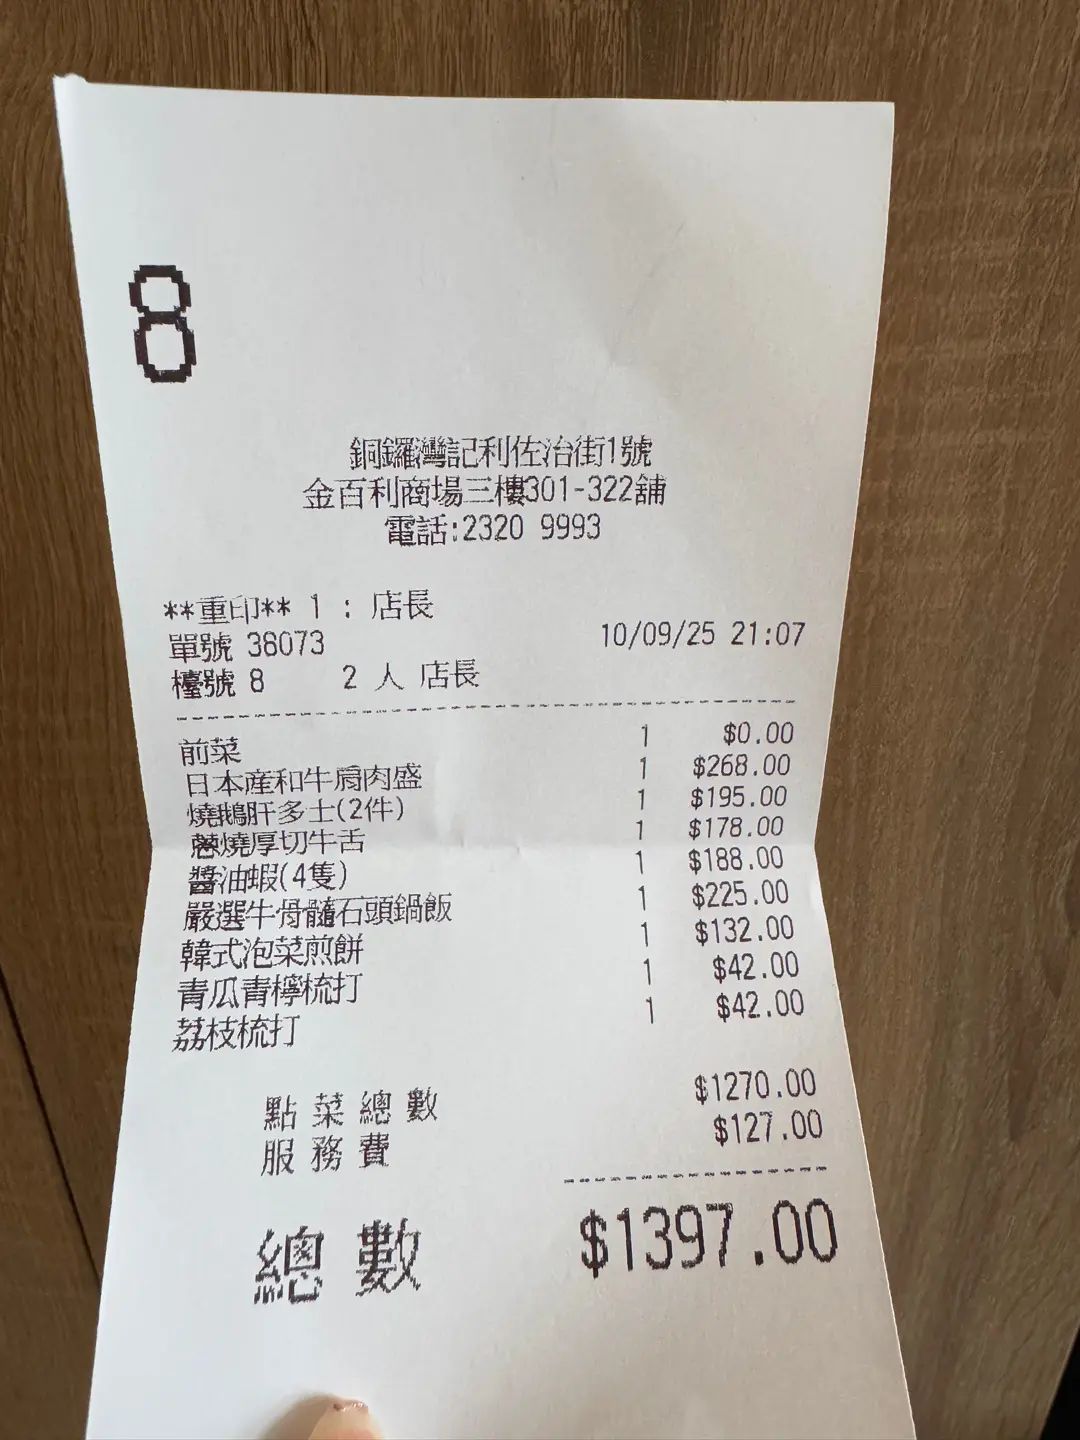 8
銅鑼灣記利佐治街1號
金百利商場三樓301-322舖
電話:2320 9993
**重印** 1 : 店長
單號 38073 10/09/25 21:07
檯號 8 2 人 店長
前菜 1 $0.00
日本產和牛肩肉盛 1 $268.00
燒鵝肝多士(2件) 1 $195.00
蔥燒厚切牛舌 1 $178.00
醬油蝦(4隻) 1 $188.00
嚴選牛骨髓石頭鍋飯 1 $225.00
韓式泡菜煎餅 1 $132.00
青瓜青檸梳打 1 $42.00
荔枝梳打 1 $42.00
點菜總數 $1270.00
服務費 $127.00
總數 $1397.00